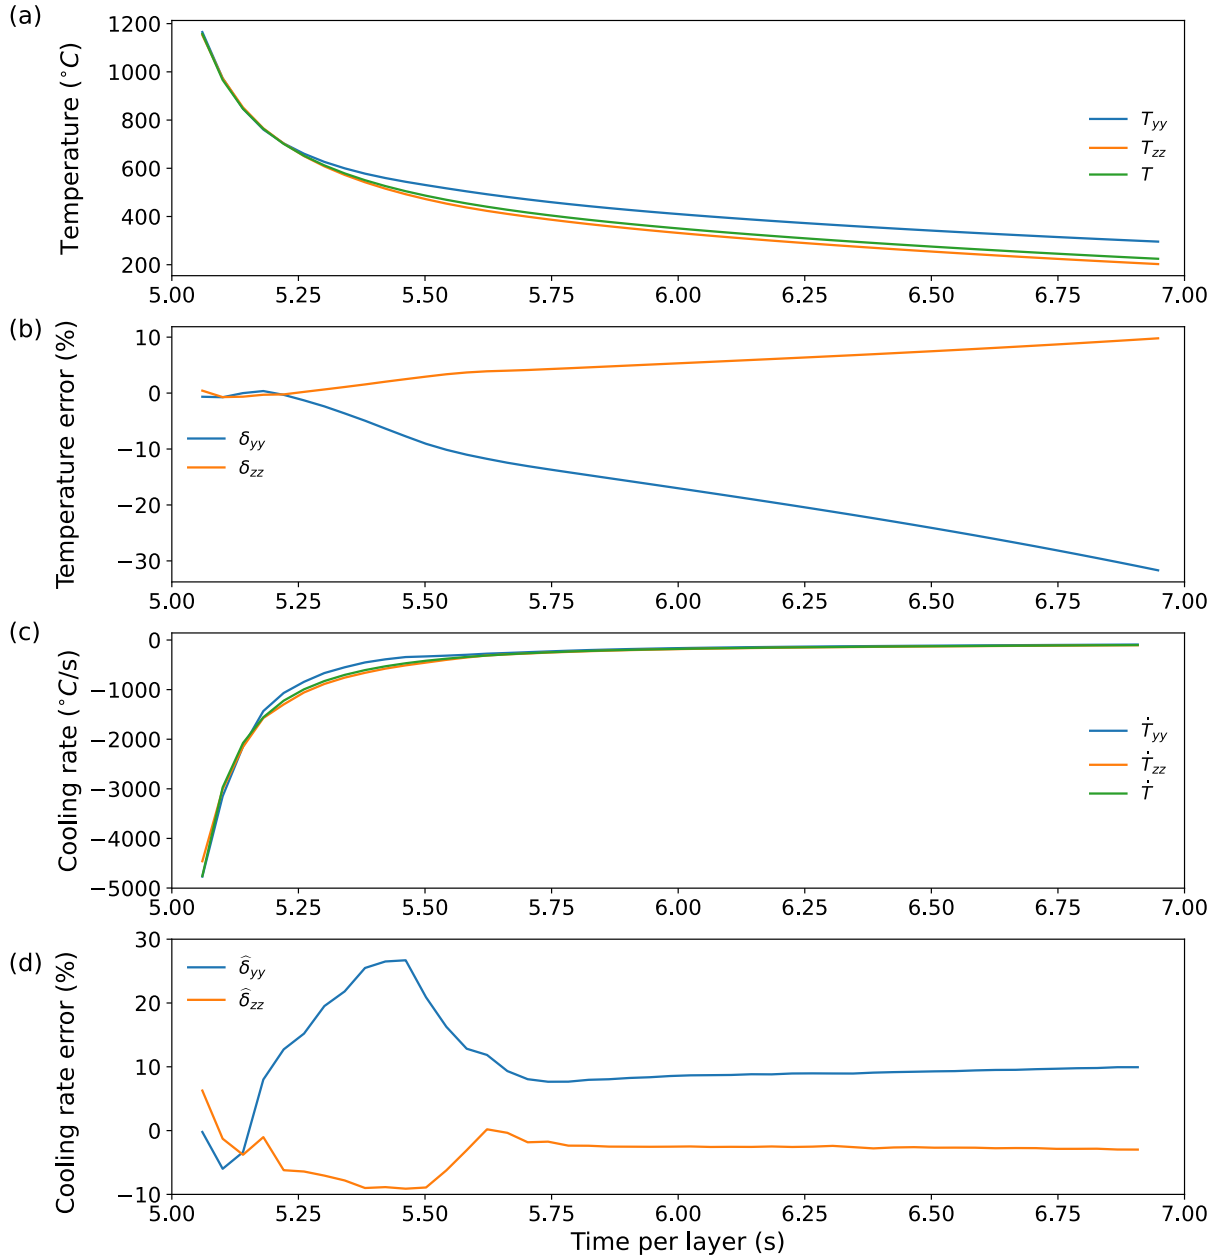 (a)
Temperature (°C)
1200
1000
800
600
400
200
T_yy
T_zz
T
5.00 5.25 5.50 5.75 6.00 6.25 6.50 6.75 7.00
(b)
Temperature error (%)
10
0
−10
−20
−30
δ_yy
δ_zz
5.00 5.25 5.50 5.75 6.00 6.25 6.50 6.75 7.00
(c)
Cooling rate (°C/s)
0
−1000
−2000
−3000
−4000
−5000
Ṫ_yy
Ṫ_zz
Ṫ
5.00 5.25 5.50 5.75 6.00 6.25 6.50 6.75 7.00
(d)
Cooling rate error (%)
30
20
10
0
−10
δ̂_yy
δ̂_zz
5.00 5.25 5.50 5.75 6.00 6.25 6.50 6.75 7.00
Time per layer (s)